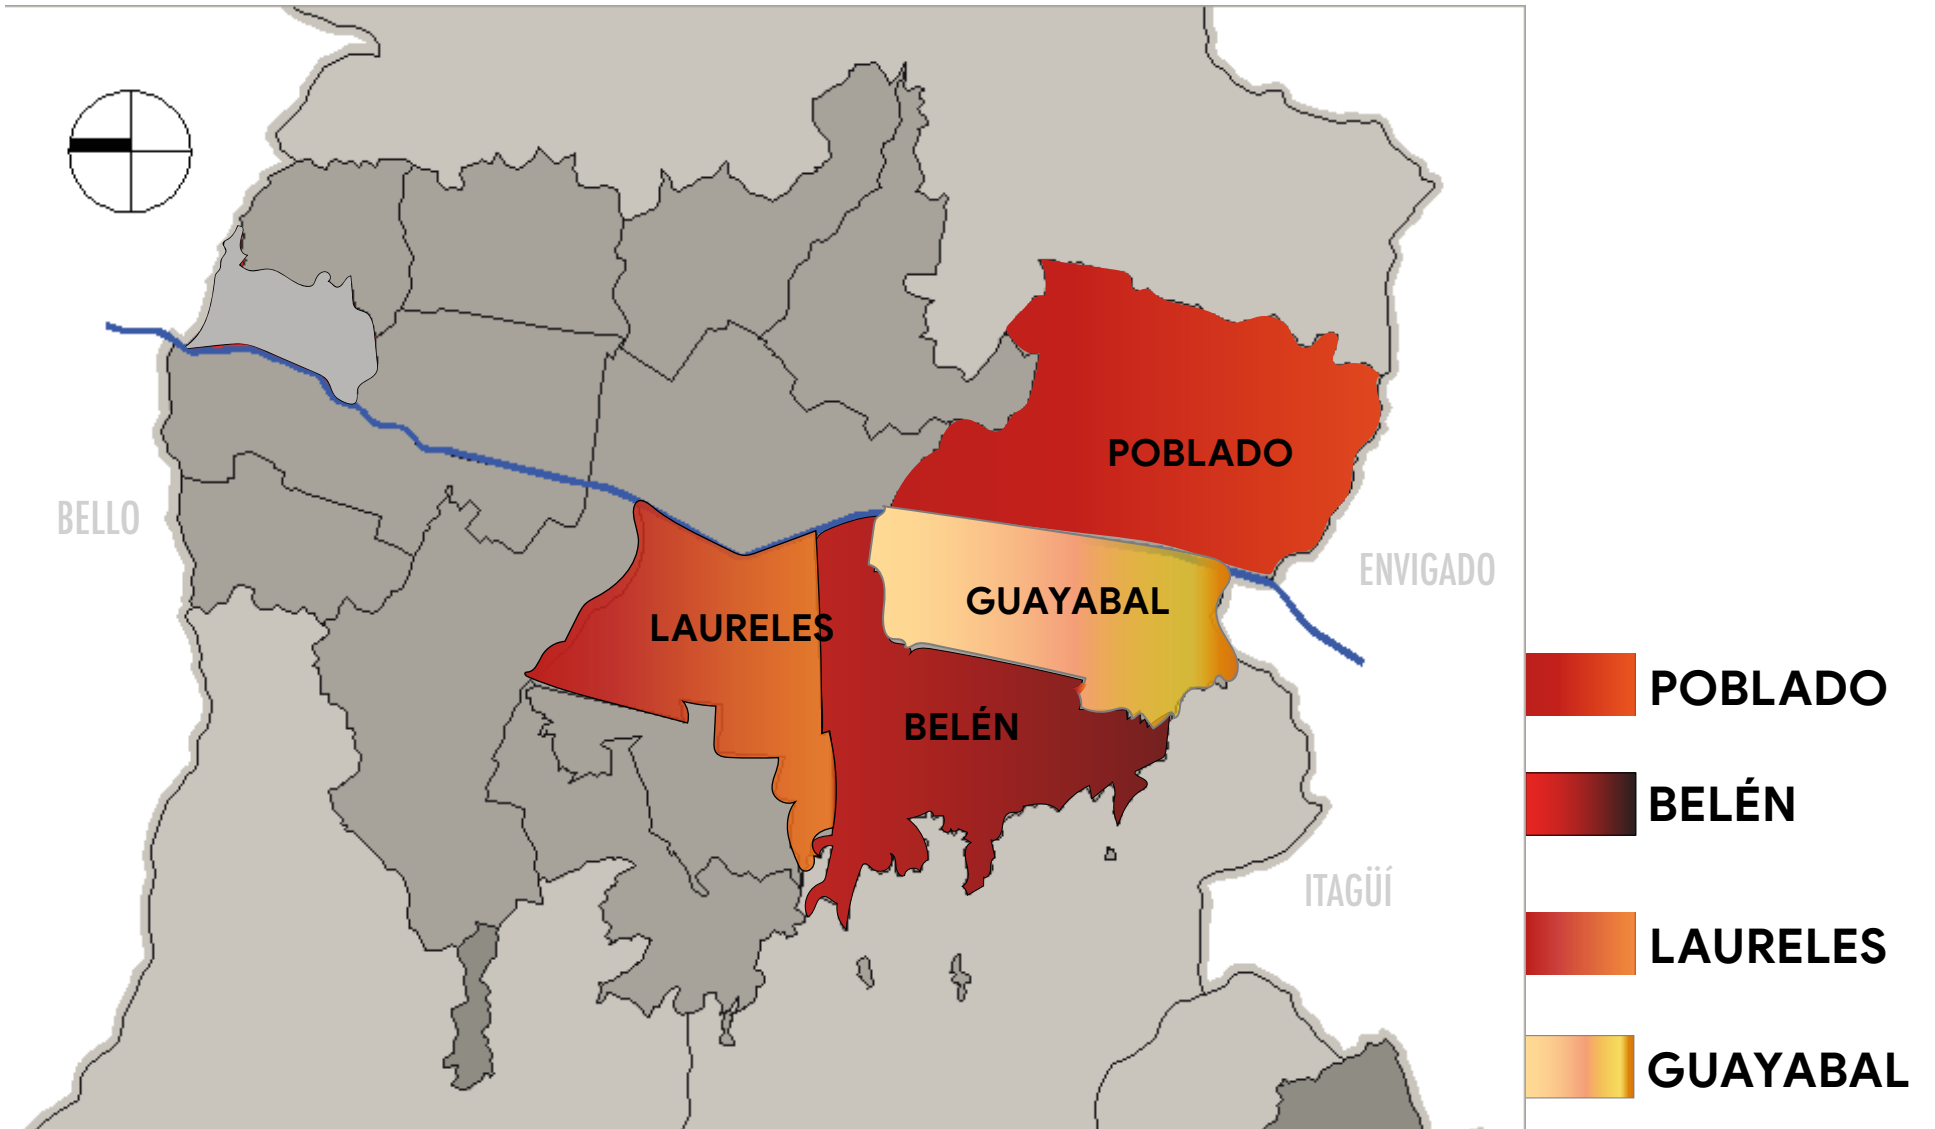 POBLADO
BELLO
ENVIGADO
GUAYABAL
LAURELES
BELÉN
ITAGÜÍ
POBLADO
BELÉN
LAURELES
GUAYABAL